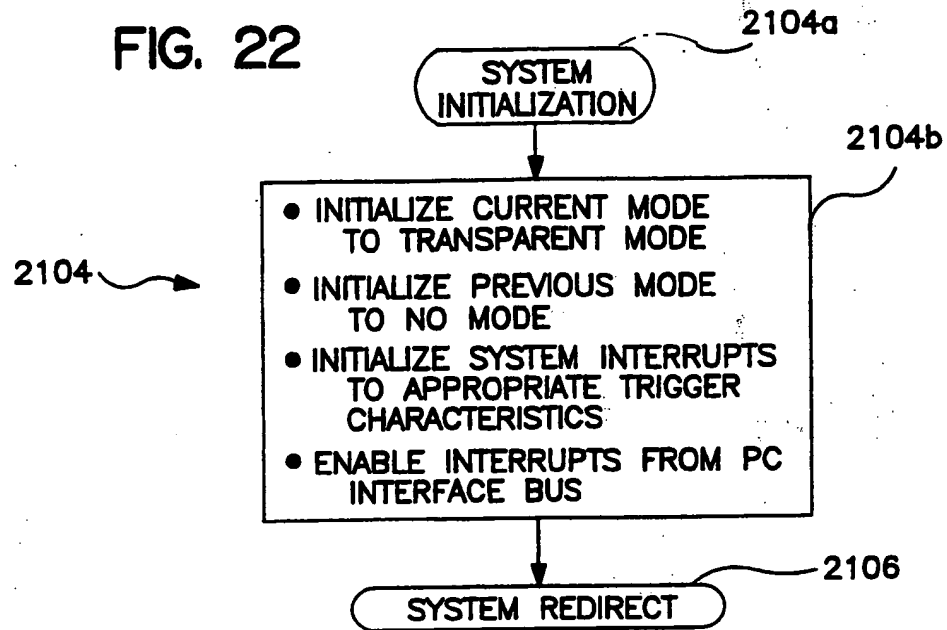 FIG. 22
2104a
SYSTEM
INITIALIZATION
2104b
• INITIALIZE CURRENT MODE
TO TRANSPARENT MODE
2104
• INITIALIZE PREVIOUS MODE
TO NO MODE
• INITIALIZE SYSTEM INTERRUPTS
TO APPROPRIATE TRIGGER
CHARACTERISTICS
• ENABLE INTERRUPTS FROM PC
INTERFACE BUS
2106
SYSTEM REDIRECT